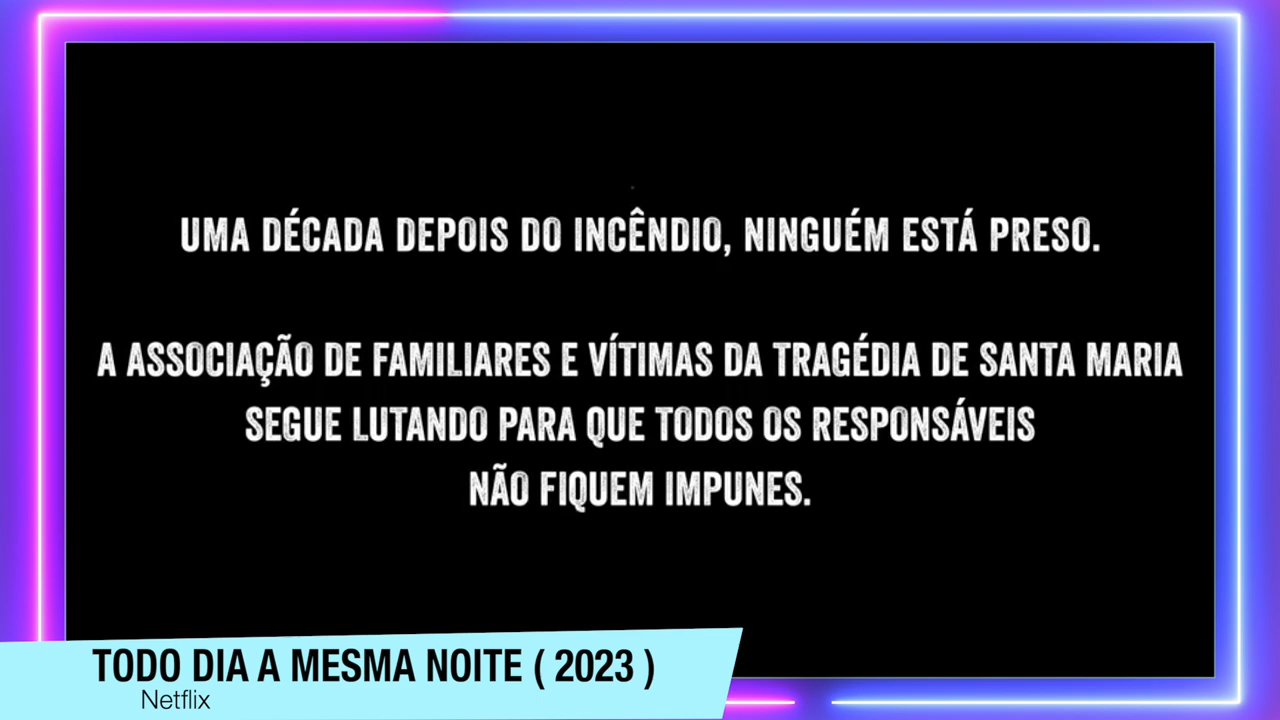 UMA DÉCADA DEPOIS DO INCÊNDIO, NINGUÉM ESTÁ PRESO.
A ASSOCIAÇÃO DE FAMILIARES E VÍTIMAS DA TRAGÉDIA DE SANTA MARIA
SEGUE LUTANDO PARA QUE TODOS OS RESPONSÁVEIS
NÃO FIQUEM IMPUNES.
TODO DIA A MESMA NOITE ( 2023 )
Netflix